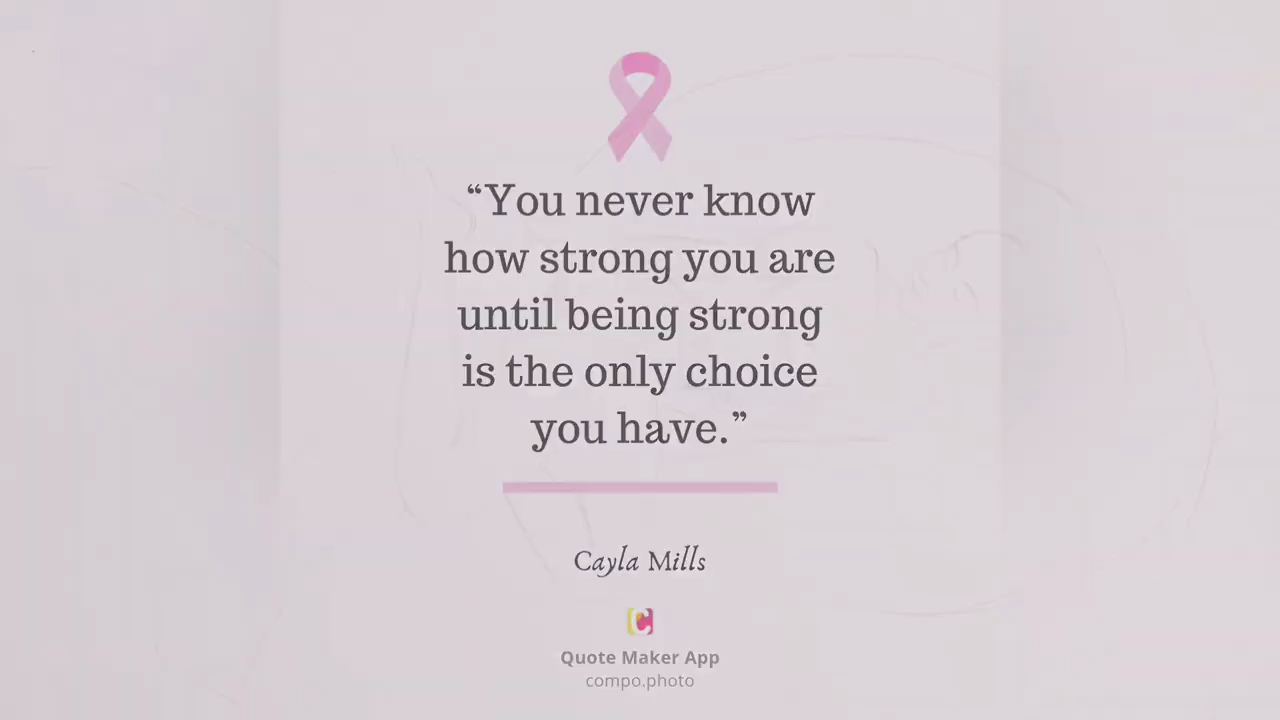 “You never know
how strong you are
until being strong
is the only choice
you have.”
Cayla Mills
Quote Maker App
compo.photo